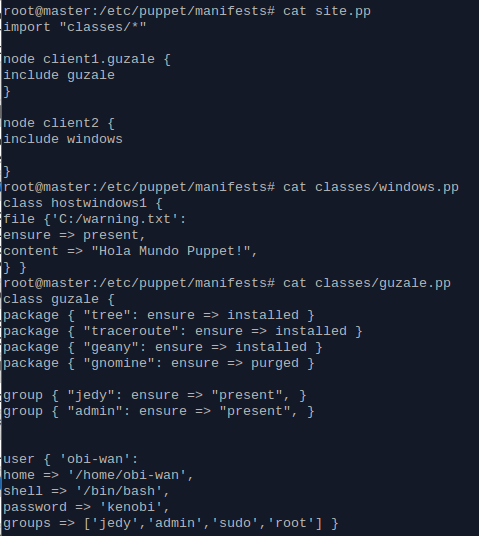 root@master:/etc/puppet/manifests# cat site.pp
import "classes/*"
node client1.guzale {
include guzale
}
node client2 {
include windows
}
root@master:/etc/puppet/manifests# cat classes/windows.pp
class hostwindows1 {
file {'C:/warning.txt':
ensure => present,
content => "Hola Mundo Puppet!",
} }
root@master:/etc/puppet/manifests# cat classes/guzale.pp
class guzale {
package { "tree": ensure => installed }
package { "traceroute": ensure => installed }
package { "geany": ensure => installed }
package { "gnomine": ensure => purged }
group { "jedy": ensure => "present", }
group { "admin": ensure => "present", }
user { 'obi-wan':
home => '/home/obi-wan',
shell => '/bin/bash',
password => 'kenobi',
groups => ['jedy','admin','sudo','root'] }